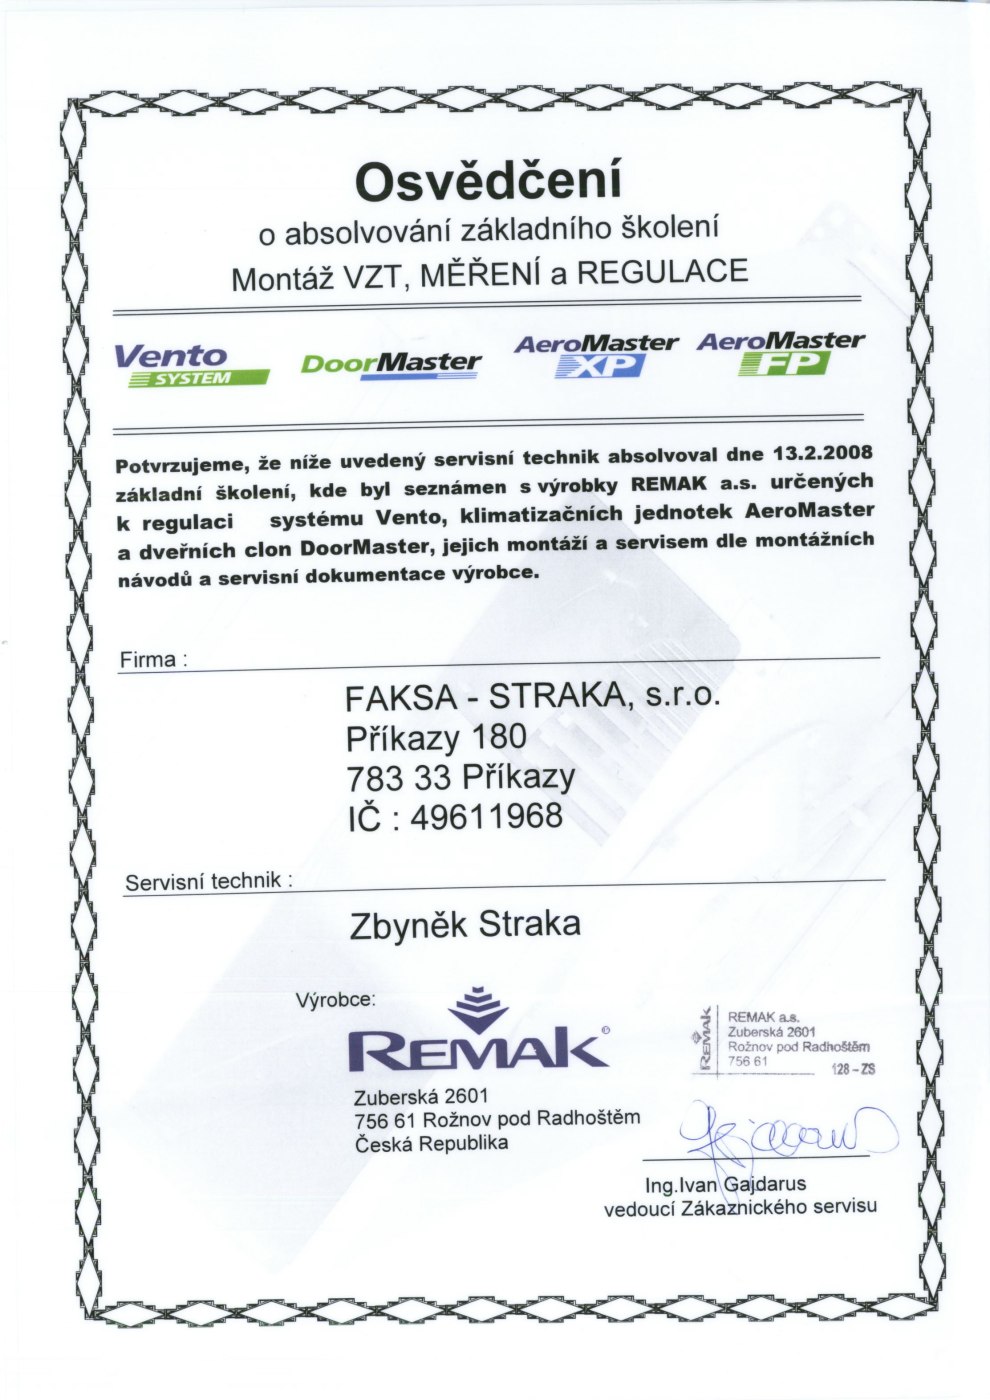 Osvědčení
o absolvování základního školení
Montáž VZT, MĚŘENÍ a REGULACE
Vento SYSTEM
DoorMaster
AeroMaster XP
AeroMaster FP
Potvrzujeme, že níže uvedený servisní technik absolvoval dne 13.2.2008
základní školení, kde byl seznámen s výrobky REMAK a.s. určených
k regulaci systému Vento, klimatizačních jednotek AeroMaster
a dveřních clon DoorMaster, jejich montáží a servisem dle montážních
návodů a servisní dokumentace výrobce.
Firma :
FAKSA - STRAKA, s.r.o.
Příkazy 180
783 33 Příkazy
IČ : 49611968
Servisní technik :
Zbyněk Straka
Výrobce:
REMAK®
Zuberská 2601
756 61 Rožnov pod Radhoštěm
Česká Republika
REMAK
REMAK a.s.
Zuberská 2601
Rožnov pod Radhoštěm
756 61
128 – ZS
Ing.Ivan Gajdarus
vedoucí Zákaznického servisu